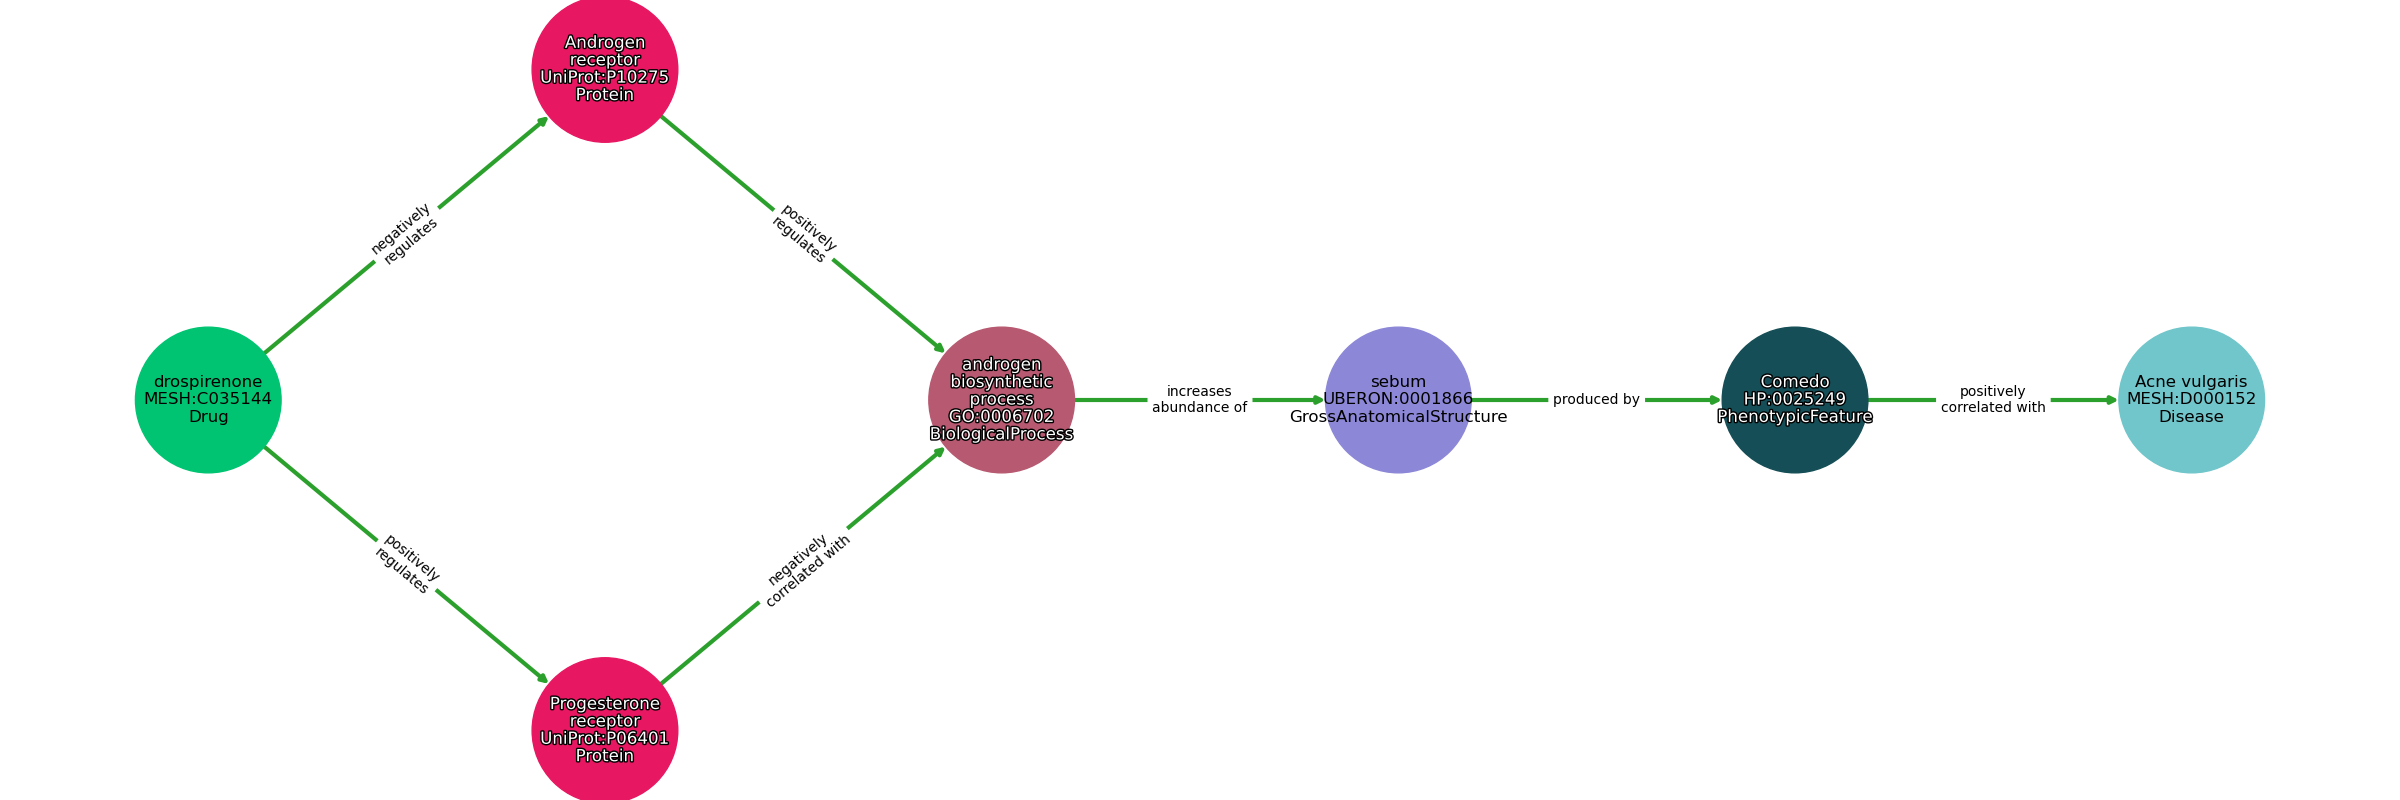 Androgen
receptor
UniProt:P10275
Protein
negatively
regulates
positively
regulates
drospirenone
MESH:C035144
Drug
androgen
biosynthetic
process
GO:0006702
BiologicalProcess
increases
abundance of
sebum
UBERON:0001866
GrossAnatomicalStructure
produced by
Comedo
HP:0025249
PhenotypicFeature
positively
correlated with
Acne vulgaris
MESH:D000152
Disease
positively
regulates
negatively
correlated with
Progesterone
receptor
UniProt:P06401
Protein